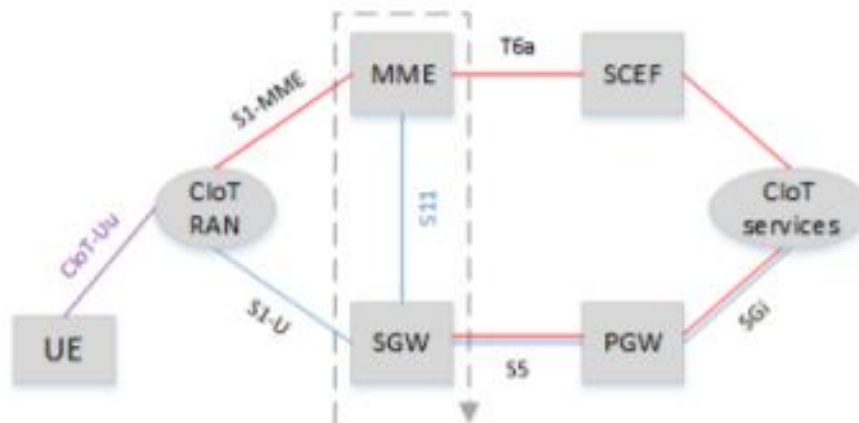 MME
T6a
SCEF
S1-MME
CIoT
RAN
CIoT
services
S11
CIoT-Uu
S1-U
SGi
UE
SGW
S5
PGW